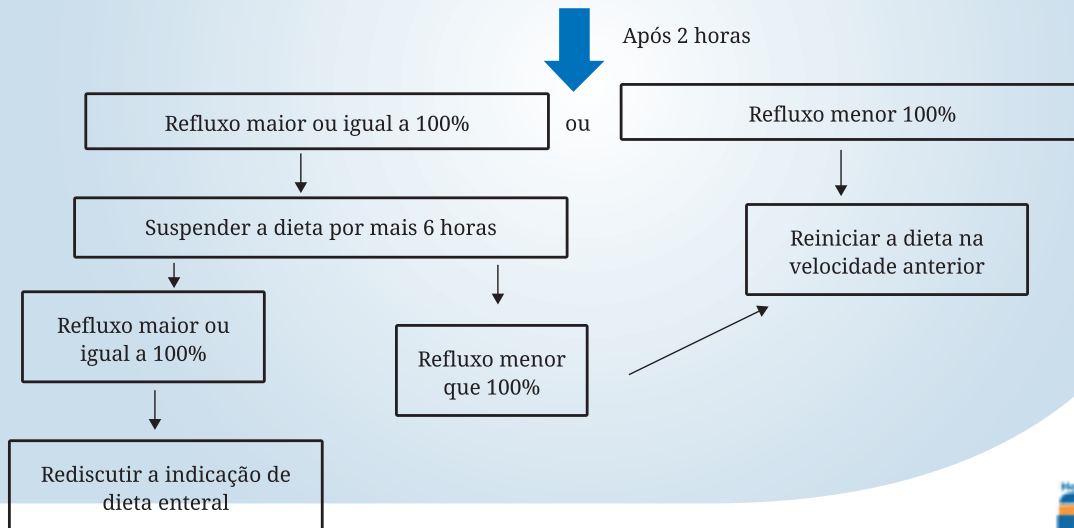 Após 2 horas
Refluxo maior ou igual a 100%
ou
Refluxo menor 100%
Suspender a dieta por mais 6 horas
Reiniciar a dieta na
velocidade anterior
Refluxo maior ou
igual a 100%
Refluxo menor
que 100%
Rediscutir a indicação de
dieta enteral